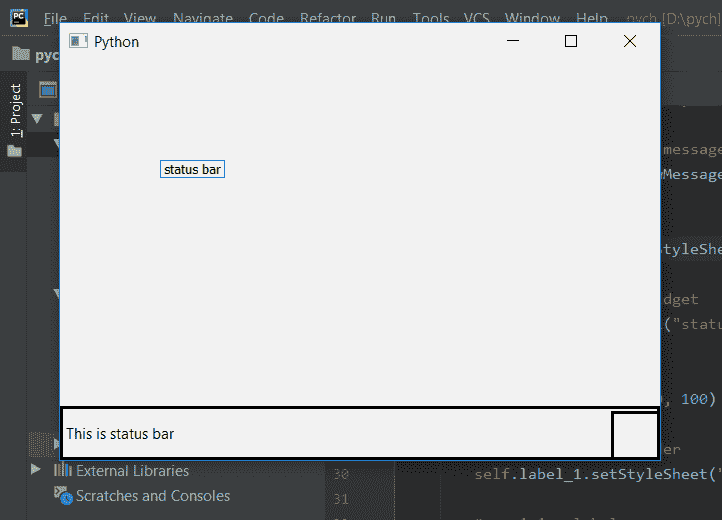 PC File Edit View Navigate Code Refactor Run Tools VCS Window Help pych [D:\pych]
pyc
Python
1: Project
message
Message
status bar
StyleShe
dget
("statu
, 100)
This is status bar
er
External Libraries
30 self.label_1.setStyleSheet("
Scratches and Consoles
31